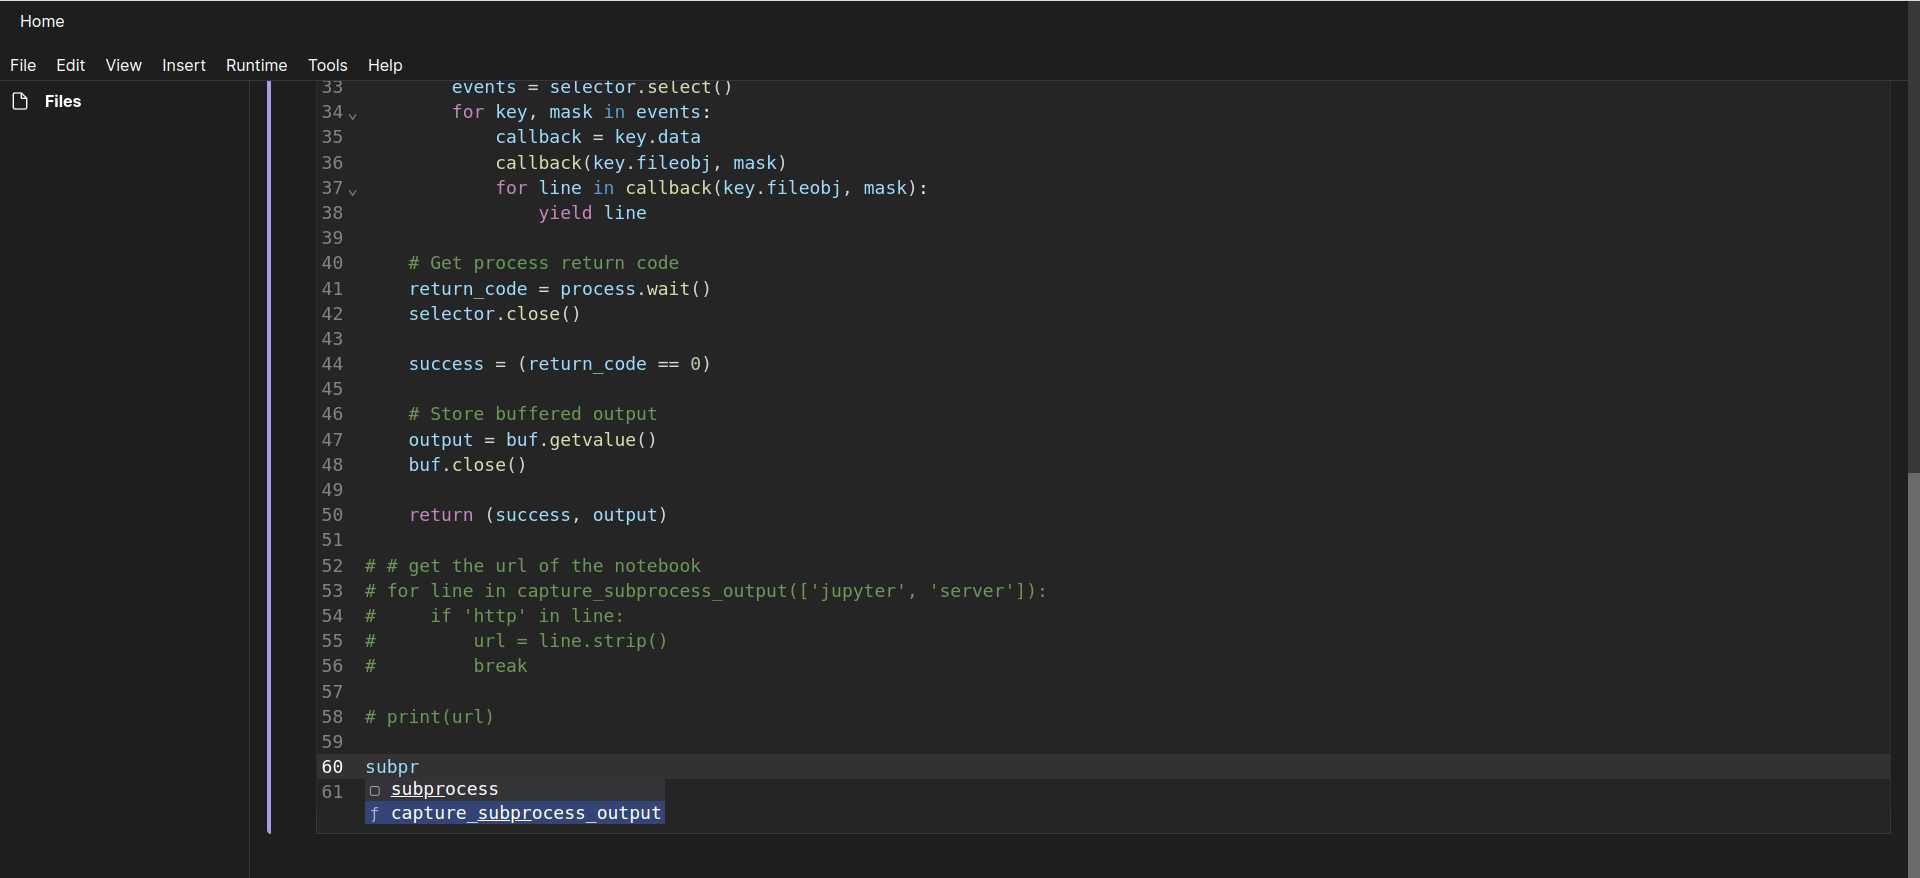 Home
File Edit View Insert Runtime Tools Help
Files
33         events = selector.select()
34         for key, mask in events:
35             callback = key.data
36             callback(key.fileobj, mask)
37             for line in callback(key.fileobj, mask):
38                 yield line
39
40     # Get process return code
41     return_code = process.wait()
42     selector.close()
43
44     success = (return_code == 0)
45
46     # Store buffered output
47     output = buf.getvalue()
48     buf.close()
49
50     return (success, output)
51
52 # # get the url of the notebook
53 # for line in capture_subprocess_output(['jupyter', 'server']):
54 #     if 'http' in line:
55 #         url = line.strip()
56 #         break
57
58 # print(url)
59
60 subpr
subprocess
61
ƒ capture_subprocess_output